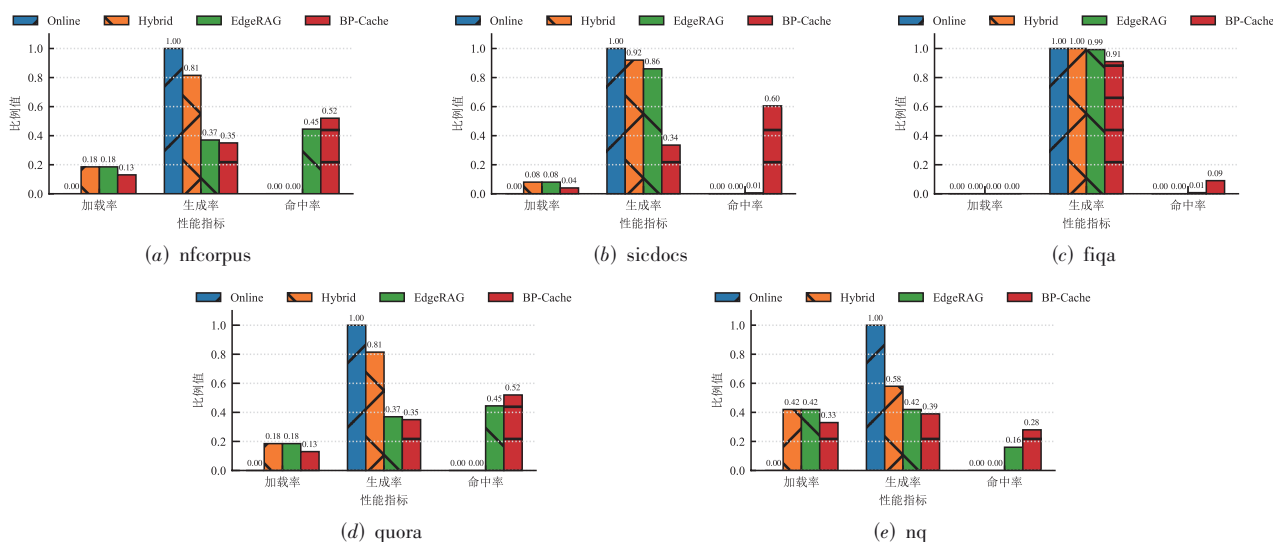 Online Hybrid EdgeRAG BP-Cache
比例值
1.0
0.8
0.6
0.4
0.2
0.0
0.00 0.18 0.18 0.13
1.00 0.81 0.37 0.35
0.00 0.00 0.45 0.52
加载率 生成率 命中率
性能指标
(a) nfcorpus
Online Hybrid EdgeRAG BP-Cache
比例值
1.0
0.8
0.6
0.4
0.2
0.0
0.00 0.08 0.08 0.04
1.00 0.92 0.86 0.34
0.00 0.00 0.01 0.60
加载率 生成率 命中率
性能指标
(b) sicdocs
Online Hybrid EdgeRAG BP-Cache
比例值
1.0
0.8
0.6
0.4
0.2
0.0
0.00 0.00 0.00 0.00
1.00 1.00 0.99 0.91
0.00 0.00 0.01 0.09
加载率 生成率 命中率
性能指标
(c) fiqa
Online Hybrid EdgeRAG BP-Cache
比例值
1.0
0.8
0.6
0.4
0.2
0.0
0.00 0.18 0.18 0.13
1.00 0.81 0.37 0.35
0.00 0.00 0.45 0.52
加载率 生成率 命中率
性能指标
(d) quora
Online Hybrid EdgeRAG BP-Cache
比例值
1.0
0.8
0.6
0.4
0.2
0.0
0.00 0.42 0.42 0.33
1.00 0.58 0.42 0.39
0.00 0.00 0.16 0.28
加载率 生成率 命中率
性能指标
(e) nq